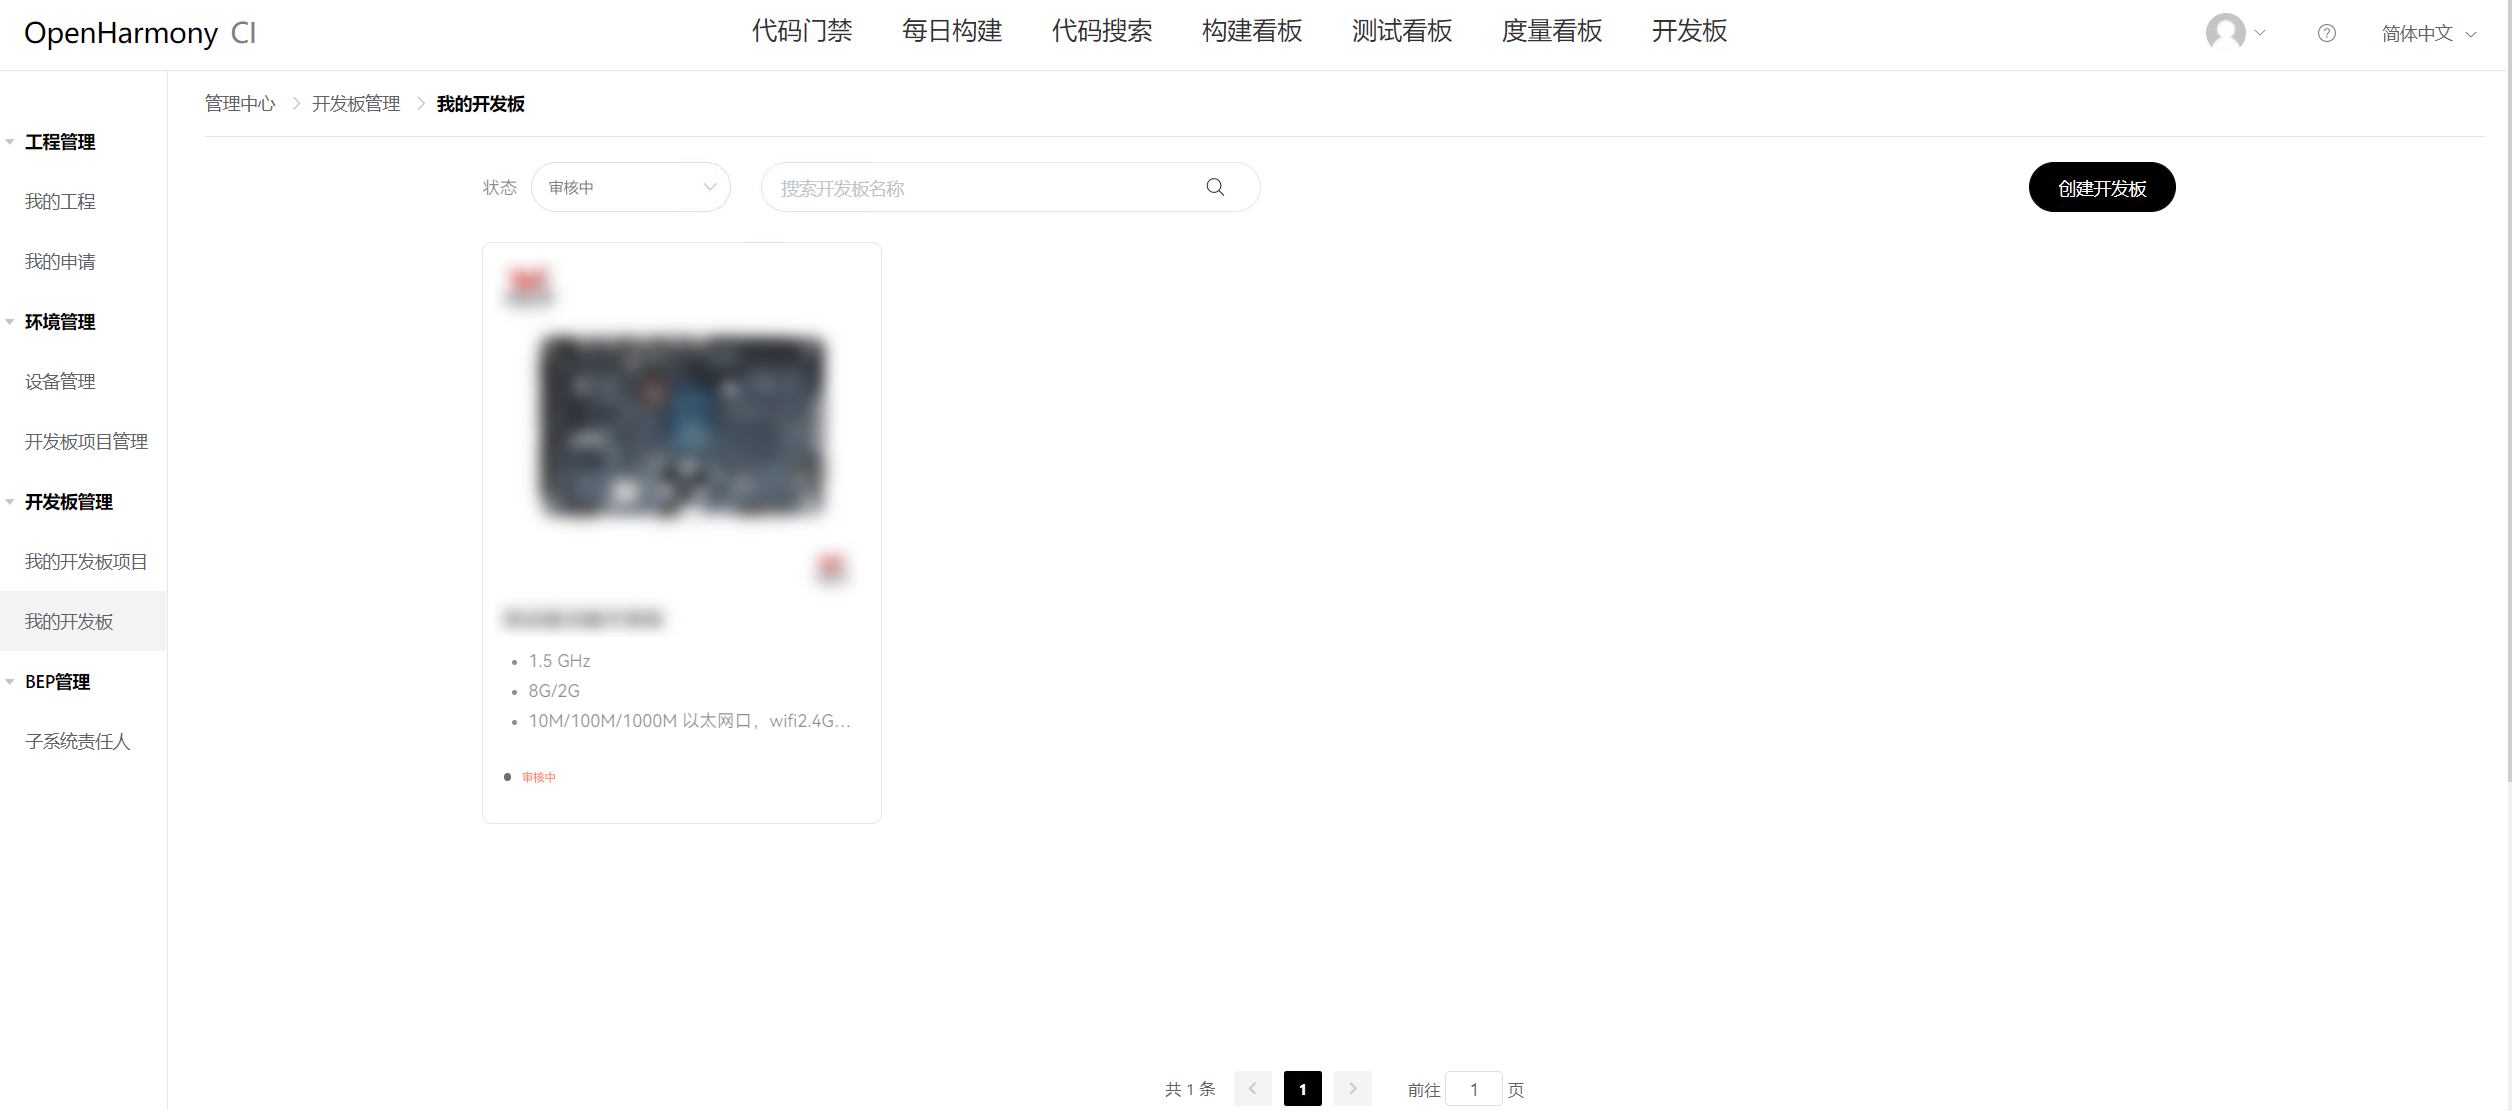 OpenHarmony CI
代码门禁 每日构建 代码搜索 构建看板 测试看板 度量看板 开发板
简体中文
管理中心 > 开发板管理 > 我的开发板
工程管理
我的工程
我的申请
环境管理
设备管理
开发板项目管理
开发板管理
我的开发板项目
我的开发板
BEP管理
子系统责任人
状态 审核中 搜索开发板名称 创建开发板
1.5 GHz
8G/2G
10M/100M/1000M 以太网口，wifi2.4G...
审核中
共 1 条 1 前往 1 页